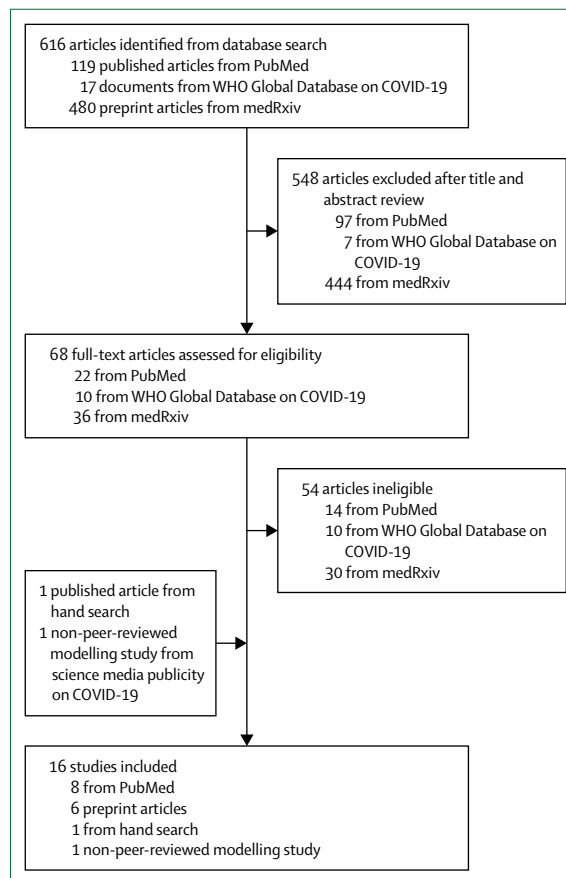 616 articles identified from database search
119 published articles from PubMed
17 documents from WHO Global Database on COVID-19
480 preprint articles from medRxiv
548 articles excluded after title and
abstract review
97 from PubMed
7 from WHO Global Database on
COVID-19
444 from medRxiv
68 full-text articles assessed for eligibility
22 from PubMed
10 from WHO Global Database on COVID-19
36 from medRxiv
54 articles ineligible
14 from PubMed
10 from WHO Global Database on
COVID-19
30 from medRxiv
1 published article from
hand search
1 non-peer-reviewed
modelling study from
science media publicity
on COVID-19
16 studies included
8 from PubMed
6 preprint articles
1 from hand search
1 non-peer-reviewed modelling study